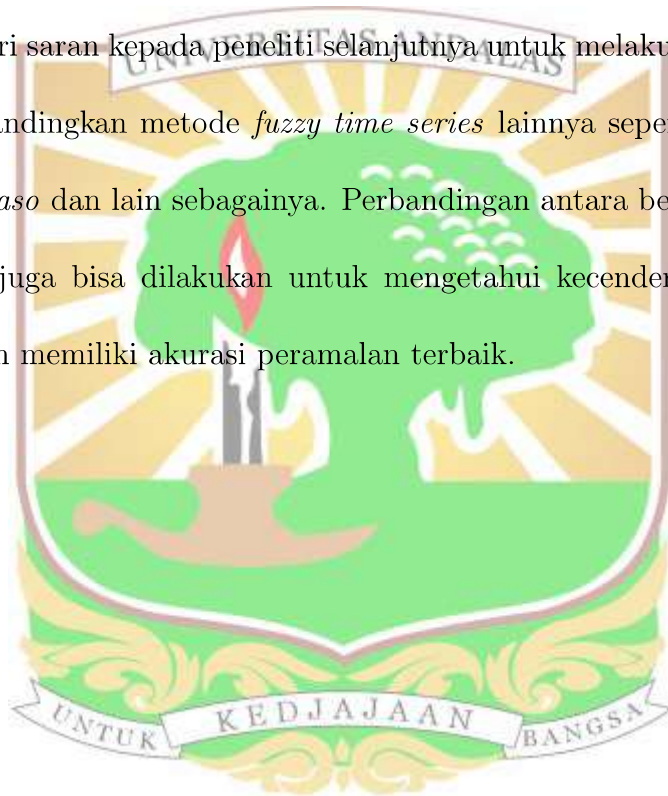 UNIVERSITAS ANDALAS
ri saran kepada peneliti selanjutnya untuk melaku
andingkan metode fuzzy time series lainnya sepe
aso dan lain sebagainya. Perbandingan antara be
juga bisa dilakukan untuk mengetahui kecender
n memiliki akurasi peramalan terbaik.
UNTUK KEDJAJAAN BANGSA